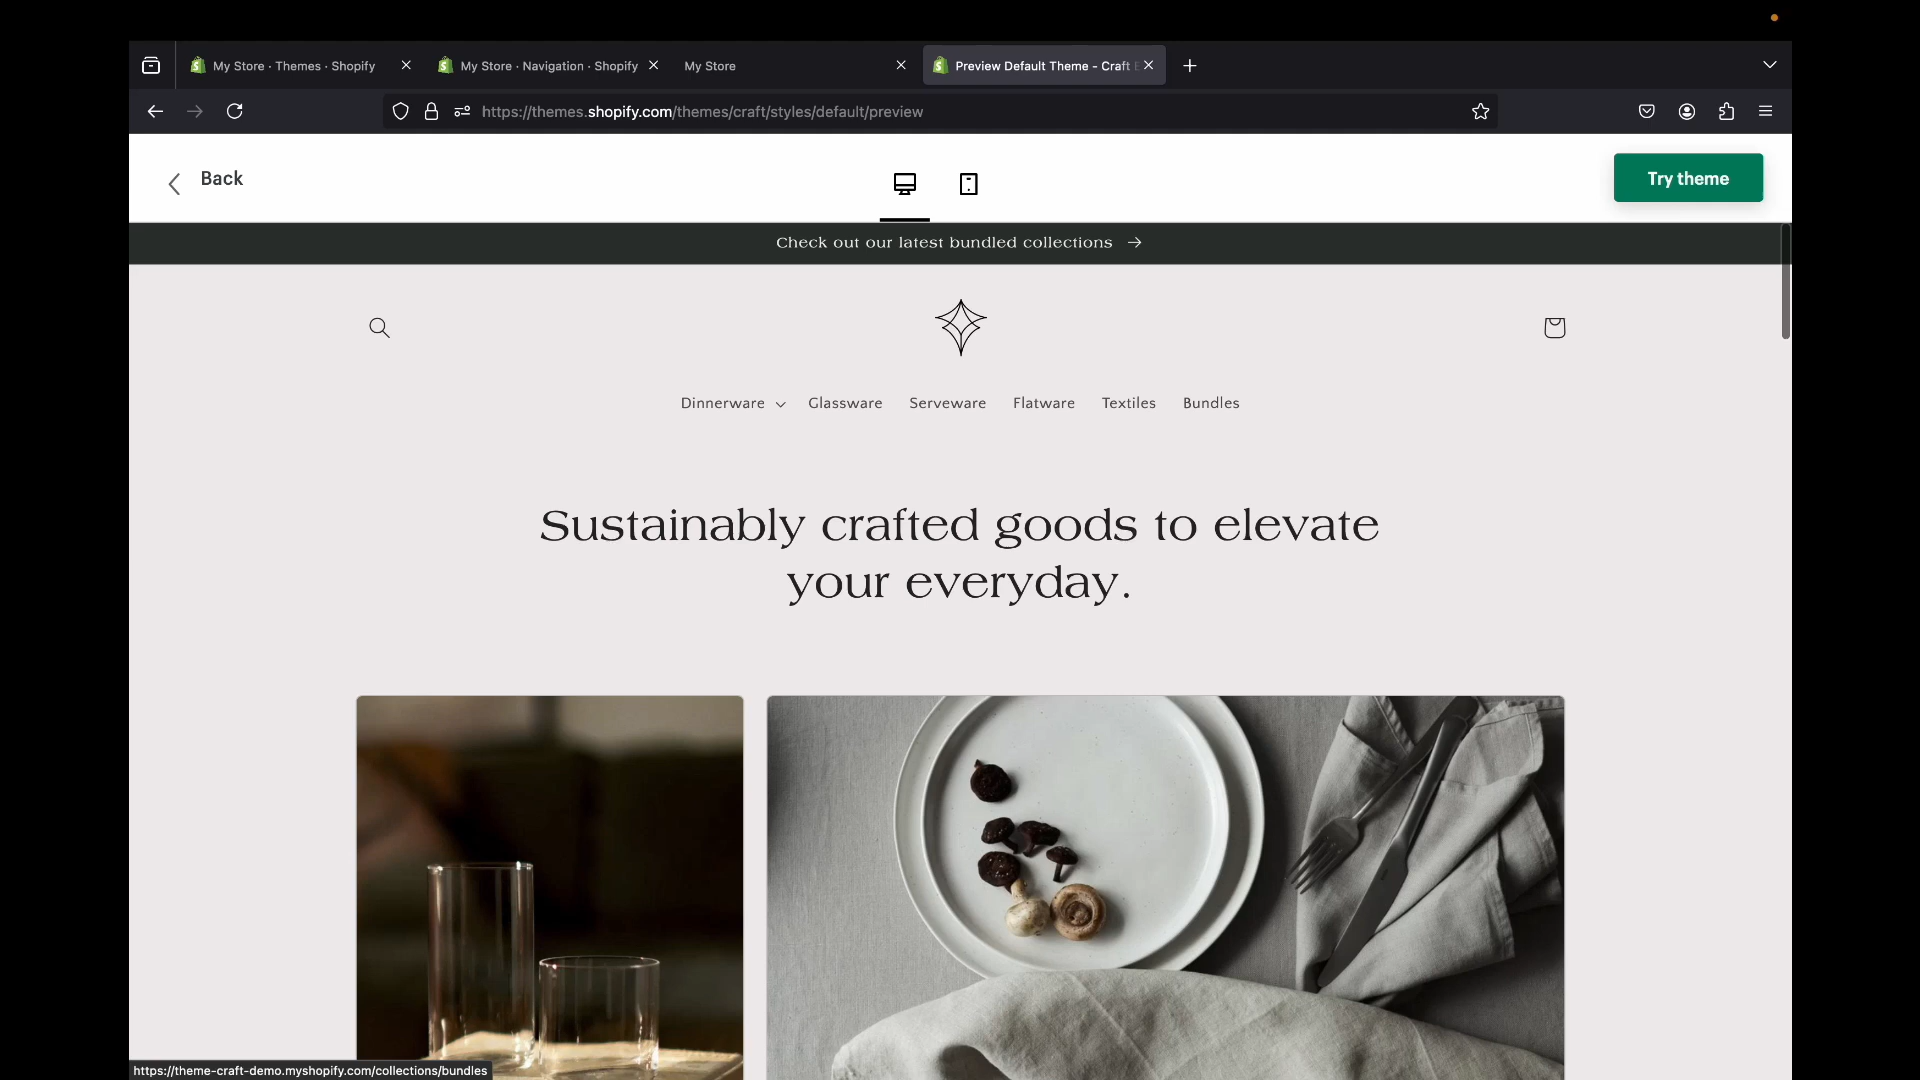 My Store · Themes · Shopify
My Store · Navigation · Shopify
My Store
Preview Default Theme - Craft
https://themes.shopify.com/themes/craft/styles/default/preview
Back
Try theme
Check out our latest bundled collections →
Dinnerware
Glassware
Serveware
Flatware
Textiles
Bundles
Sustainably crafted goods to elevate
your everyday.
https://theme-craft-demo.myshopify.com/collections/bundles